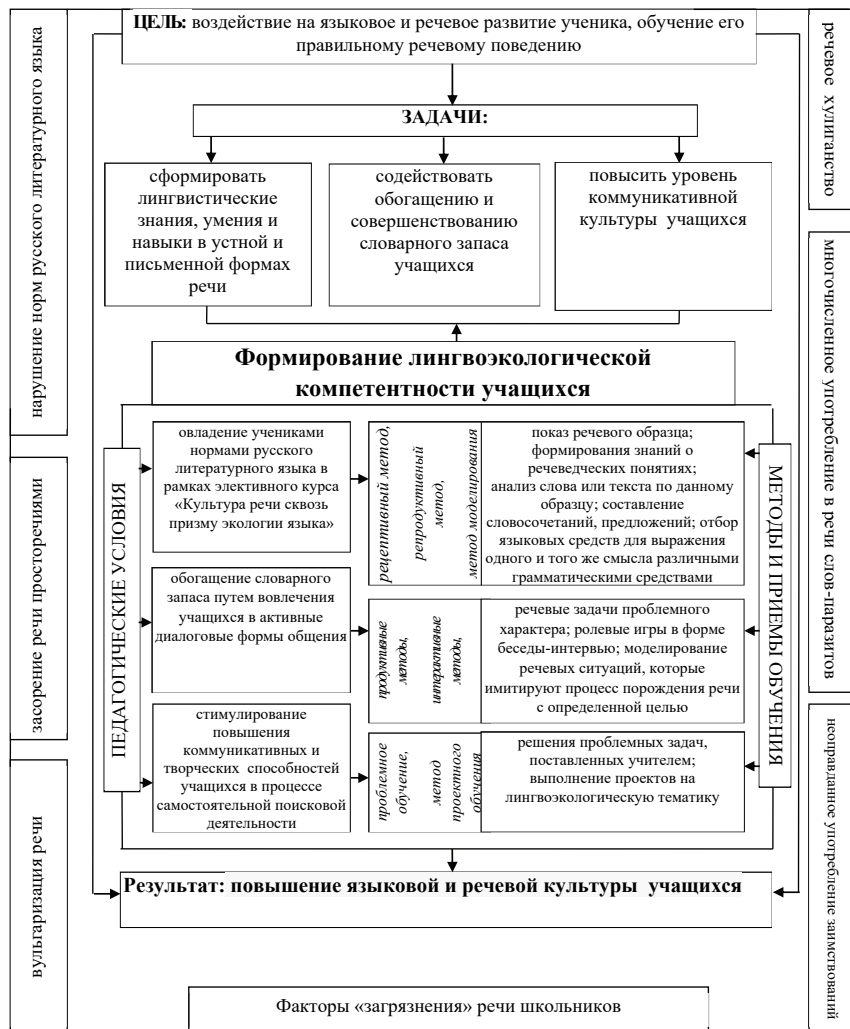 ЦЕЛЬ: воздействие на языковое и речевое развитие ученика, обучение его
правильному речевому поведению
ЗАДАЧИ:
сформировать
лингвистические
знания, умения и
навыки в устной и
письменной формах
речи
содействовать
обогащению и
совершенствованию
словарного запаса
учащихся
повысить уровень
коммуникативной
культуры учащихся
Формирование лингвоэкологической
компетентности учащихся
ПЕДАГОГИЧЕСКИЕ УСЛОВИЯ
овладение учениками
нормами русского
литературного языка в
рамках элективного курса
«Культура речи сквозь
призму экологии языка»
рецептивный метод,
репродуктивный
метод,
метод моделирования
показ речевого образца;
формирования знаний о
речеведческих понятиях;
анализ слова или текста по данному
образцу; составление
словосочетаний, предложений; отбор
языковых средств для выражения
одного и того же смысла различными
грамматическими средствами
обогащение словарного
запаса путем вовлечения
учащихся в активные
диалоговые формы общения
продуктивные
методы,
интерактивные
методы,
речевые задачи проблемного
характера; ролевые игры в форме
беседы-интервью; моделирование
речевых ситуаций, которые
имитируют процесс порождения речи
с определенной целью
стимулирование
повышения
коммуникативных и
творческих способностей
учащихся в процессе
самостоятельной поисковой
деятельности
проблемное
обучение,
метод
проектного
обучения
решения проблемных задач,
поставленных учителем;
выполнение проектов на
лингвоэкологическую тематику
МЕТОДЫ И ПРИЕМЫ ОБУЧЕНИЯ
Результат: повышение языковой и речевой культуры учащихся
Факторы «загрязнения» речи школьников
нарушение норм русского литературного языка
засорение речи просторечиями
вульгаризация речи
речевое хулиганство
многочисленное употребление в речи слов-паразитов
неоправданное употребление заимствований